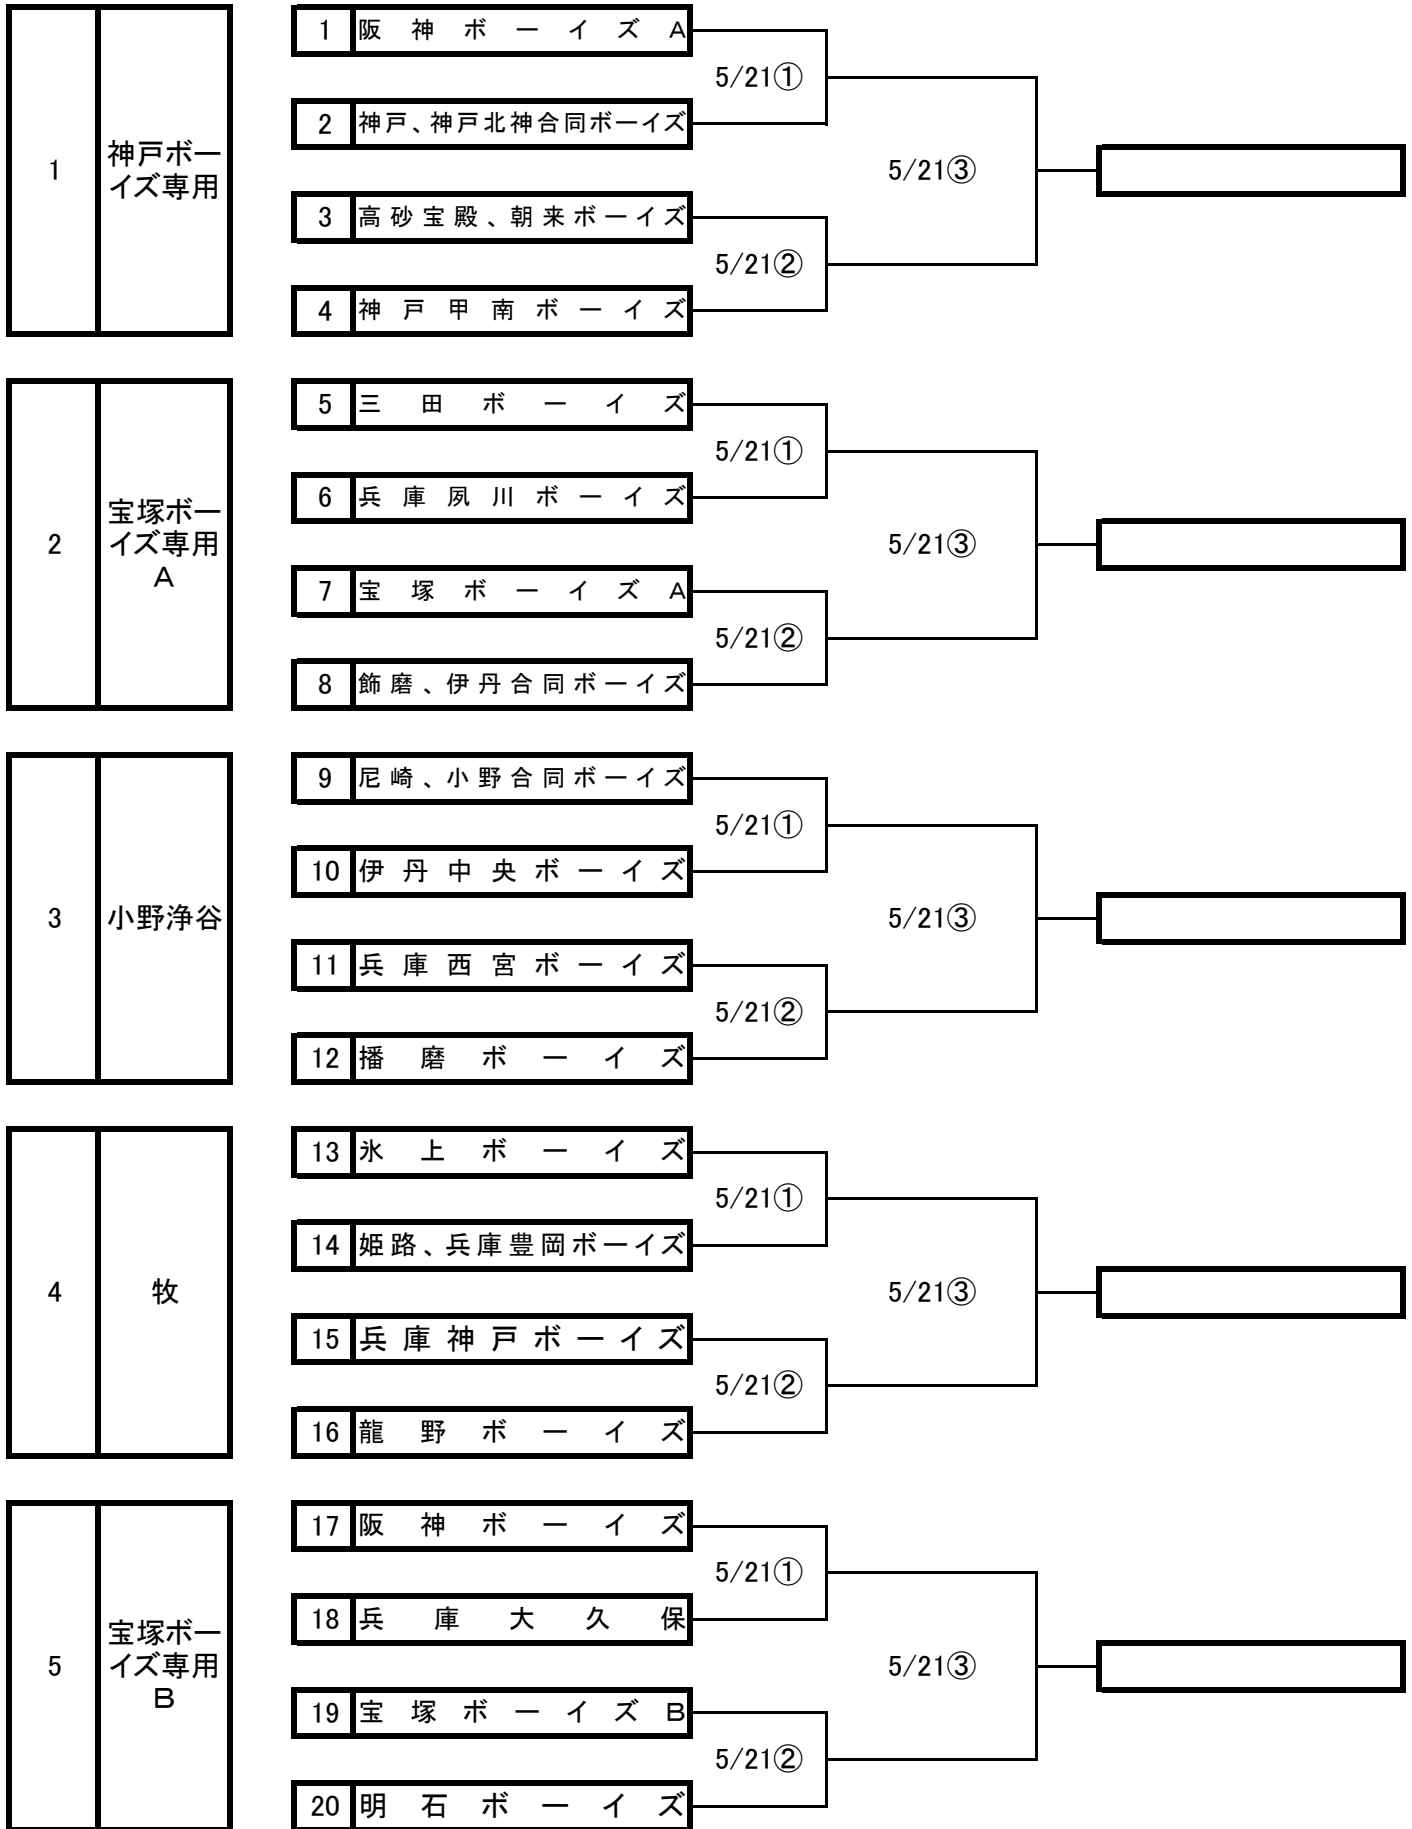 1
神戸ボー
イズ専用
1 阪神ボーイズA
5/21①
2 神戸、神戸北神合同ボーイズ
5/21③
3 高砂宝殿、朝来ボーイズ
5/21②
4 神戸甲南ボーイズ
2
宝塚ボー
イズ専用
A
5 三田ボーイズ
5/21①
6 兵庫夙川ボーイズ
5/21③
7 宝塚ボーイズA
5/21②
8 飾磨、伊丹合同ボーイズ
3
小野浄谷
9 尼崎、小野合同ボーイズ
5/21①
10 伊丹中央ボーイズ
5/21③
11 兵庫西宮ボーイズ
5/21②
12 播磨ボーイズ
4
牧
13 氷上ボーイズ
5/21①
14 姫路、兵庫豊岡ボーイズ
5/21③
15 兵庫神戸ボーイズ
5/21②
16 龍野ボーイズ
5
宝塚ボー
イズ専用
B
17 阪神ボーイズ
5/21①
18 兵庫大久保
5/21③
19 宝塚ボーイズB
5/21②
20 明石ボーイズ